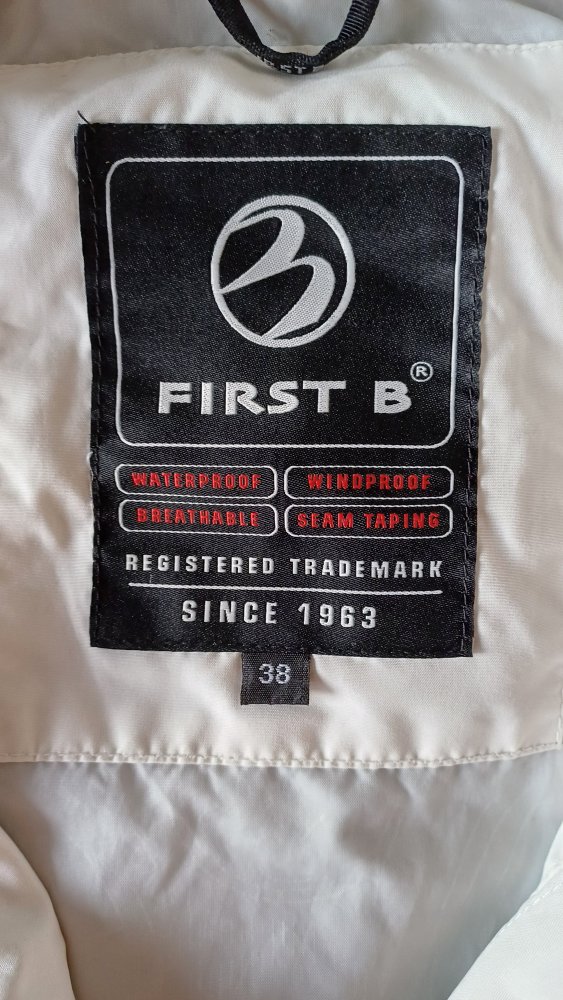 FIRST B®
WATERPROOF WINDPROOF
BREATHABLE SEAM TAPING
REGISTERED TRADEMARK
SINCE 1963
38